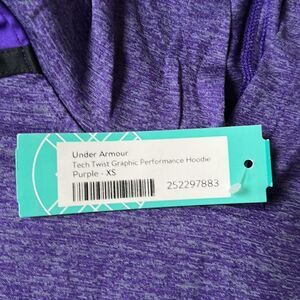 Under Armour
Tech Twist Graphic Performance Hoodie
Purple - XS
252297883